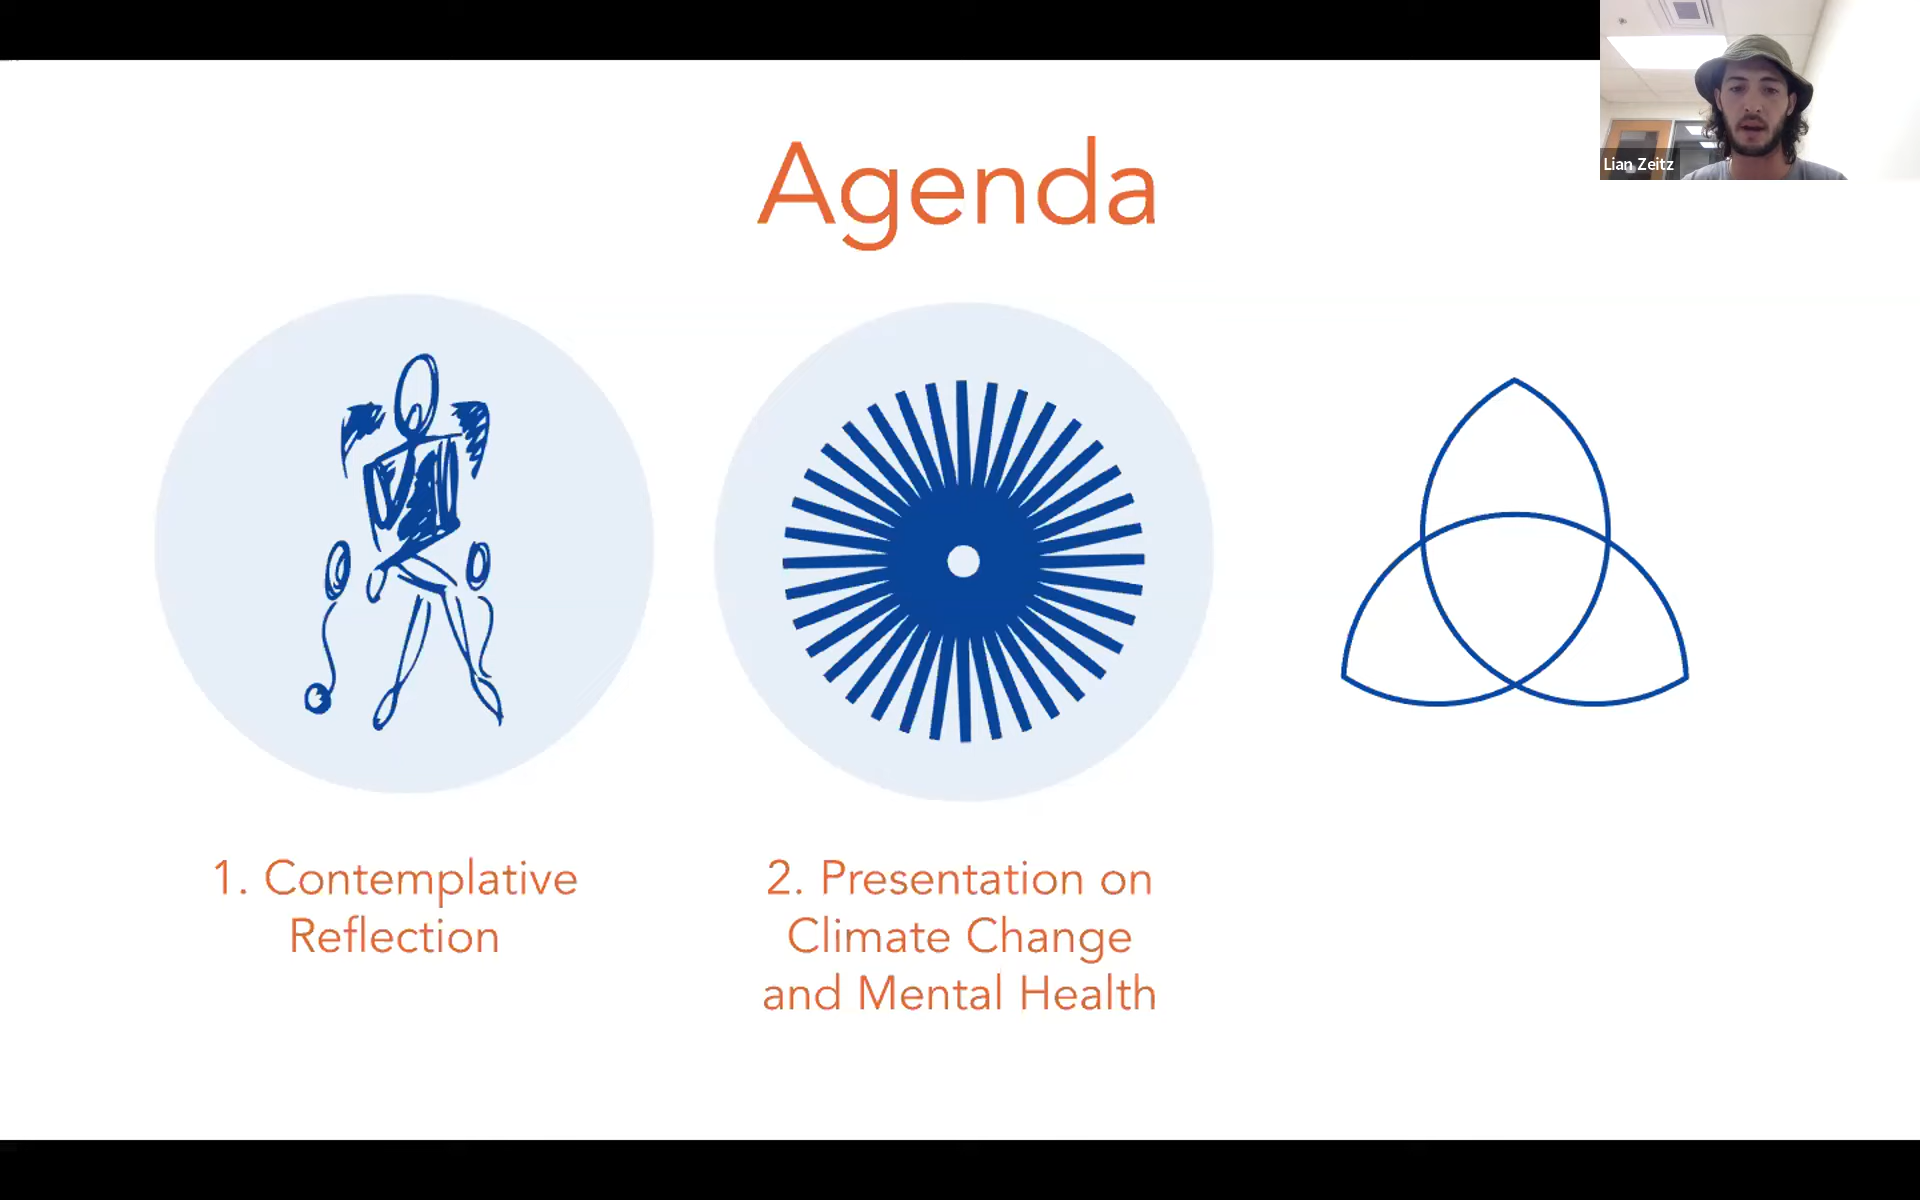 Agenda
Lian Zeitz
1. Contemplative
Reflection
2. Presentation on
Climate Change
and Mental Health